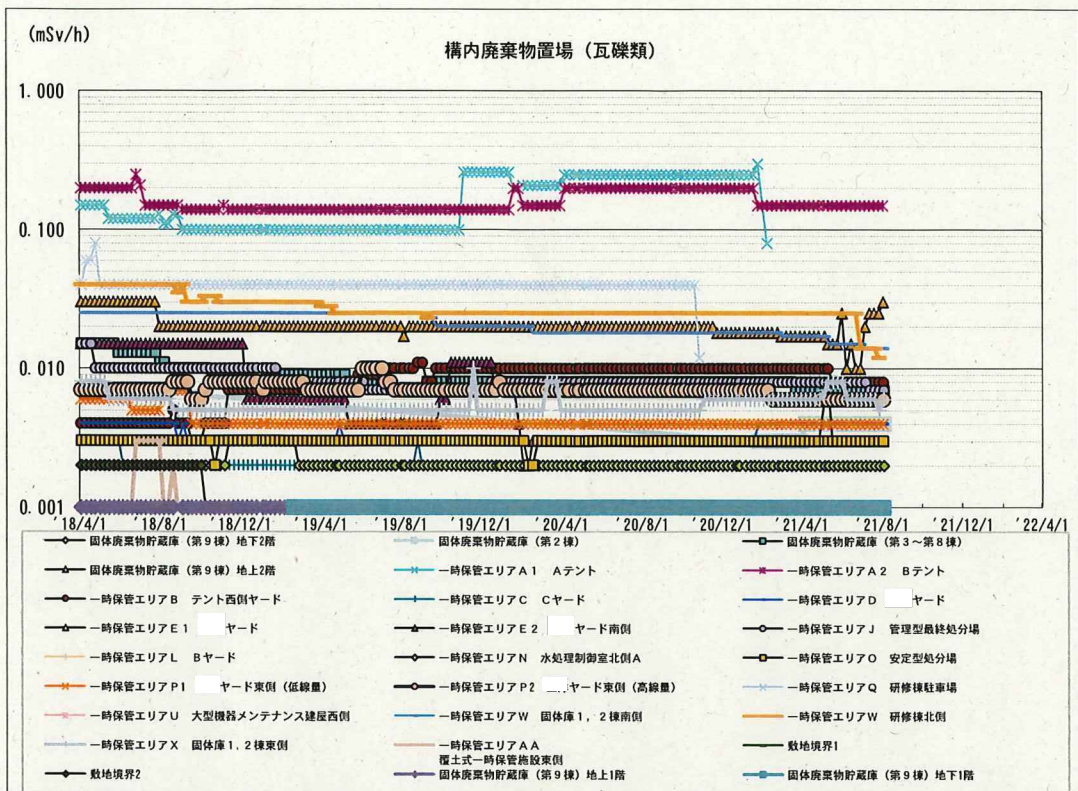 (mSv/h)
構内廃棄物置場（瓦礫類）
1.000
0.100
0.010
0.001
'18/4/1 '18/8/1 '18/12/1 '19/4/1 '19/8/1 '19/12/1 '20/4/1 '20/8/1 '20/12/1 '21/4/1 '21/8/1 '21/12/1 '22/4/1
固体廃棄物貯蔵庫（第9棟）地下2階 固体廃棄物貯蔵庫（第2棟） 固体廃棄物貯蔵庫（第3～第8棟）
固体廃棄物貯蔵庫（第9棟）地上2階 一時保管エリアA1 Aテント 一時保管エリアA2 Bテント
一時保管エリアB テント西側ヤード 一時保管エリアC Cヤード 一時保管エリアD ヤード
一時保管エリアE1 ヤード 一時保管エリアE2 ヤード南側 一時保管エリアJ 管理型最終処分場
一時保管エリアL Bヤード 一時保管エリアN 水処理制御室北側A 一時保管エリアO 安定型処分場
一時保管エリアP1 ヤード東側（低線量） 一時保管エリアP2 ヤード東側（高線量） 一時保管エリアQ 研修棟駐車場
一時保管エリアU 大型機器メンテナンス建屋西側 一時保管エリアW 固体庫1，2棟南側 一時保管エリアW 研修棟北側
一時保管エリアX 固体庫1，2棟東側 一時保管エリアAA 敷地境界1
覆土式一時保管施設東側
敷地境界2 固体廃棄物貯蔵庫（第9棟）地上1階 固体廃棄物貯蔵庫（第9棟）地下1階